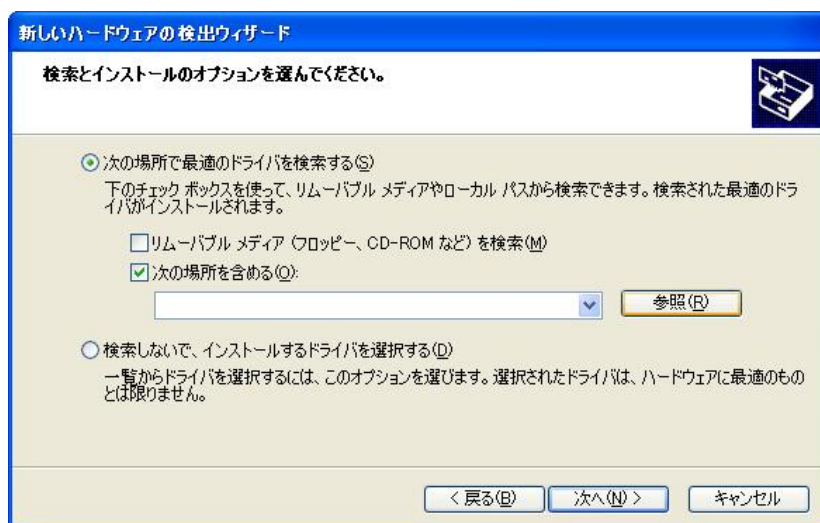 新しいハードウェアの検出ウィザード
検索とインストールのオプションを選んでください。
次の場所で最適のドライバを検索する(S)
下のチェック ボックスを使って、リムーバブル メディアやローカル パスから検索できます。検索された最適のドラ
イバがインストールされます。
リムーバブル メディア (フロッピー、CD-ROM など) を検索(M)
次の場所を含める(O):
参照(R)
検索しないで、インストールするドライバを選択する(D)
一覧からドライバを選択するには、このオプションを選びます。選択されたドライバは、ハードウェアに最適のもの
とは限りません。
< 戻る(B) 次へ(N) > キャンセル